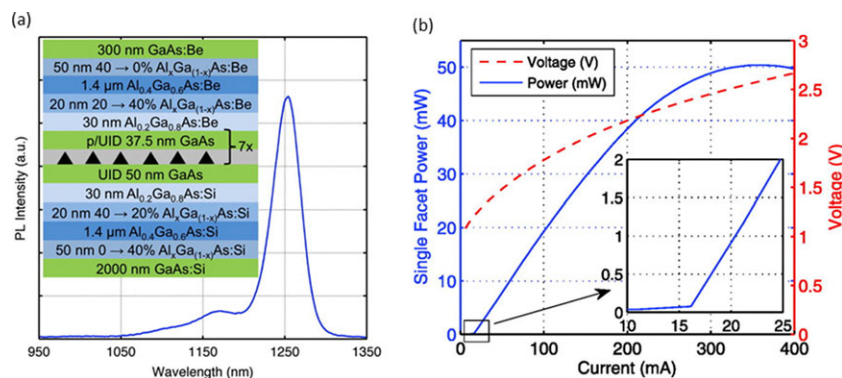 (a)
300 nm GaAs:Be
50 nm 40 → 0% AlxGa(1-x)As:Be
1.4 μm Al0.4Ga0.6As:Be
20 nm 20 → 40% AlxGa(1-x)As:Be
30 nm Al0.2Ga0.8As:Be
p/UID 37.5 nm GaAs
7x
UID 50 nm GaAs
30 nm Al0.2Ga0.8As:Si
20 nm 40 → 20% AlxGa(1-x)As:Si
1.4 μm Al0.4Ga0.6As:Si
50 nm 0 → 40% AlxGa(1-x)As:Si
2000 nm GaAs:Si
PL Intensity (a.u.)
950 1050 1150 1250 1350
Wavelength (nm)
(b)
Voltage (V)
Power (mW)
Single Facet Power (mW)
50
40
30
20
10
0
3
2.5
2
1.5
1
0.5
0
Voltage (V)
2
1
0
10 15 20 25
0 100 200 300 400
Current (mA)